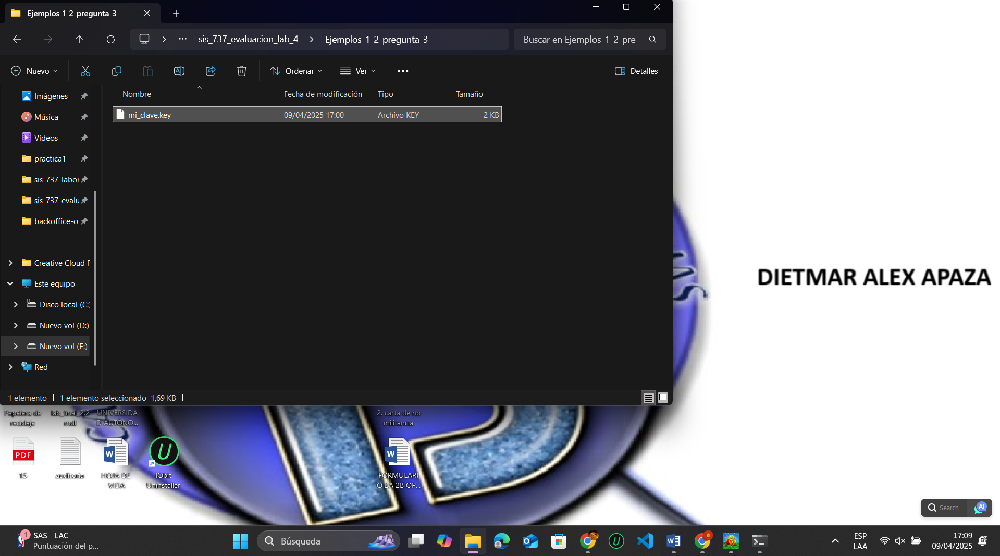 Ejemplos_1_2_pregunta_3
sis_737_evaluacion_lab_4
Ejemplos_1_2_pregunta_3
Buscar en Ejemplos_1_2_pre
Nuevo
Ordenar
Ver
Detalles
Nombre
Fecha de modificación
Tipo
Tamaño
mi_clave.key
09/04/2025 17:00
Archivo KEY
2 KB
Imágenes
Música
Vídeos
practica1
sis_737_labor
sis_737_evalu
backoffice-o
Creative Cloud F
Este equipo
Disco local (C:)
Nuevo vol (D:)
Nuevo vol (E:)
Red
1 elemento
1 elemento seleccionado 1,69 KB
DIETMAR ALEX APAZA
Papelera de
reciclaje
lab_final_2.2
mdl
UNIVERSIDA
D AUTÓNO...
2. carta de no
militancia
PDF
15
auditoria
W
HOJA DE
VIDA
U
IObit
Uninstaller
W
FORMULARI
O 2A 2B OP...
Search
AI
1
SAS - LAC
Puntuación del p...
Búsqueda
U
W
a
ESP
LAA
17:09
09/04/2025